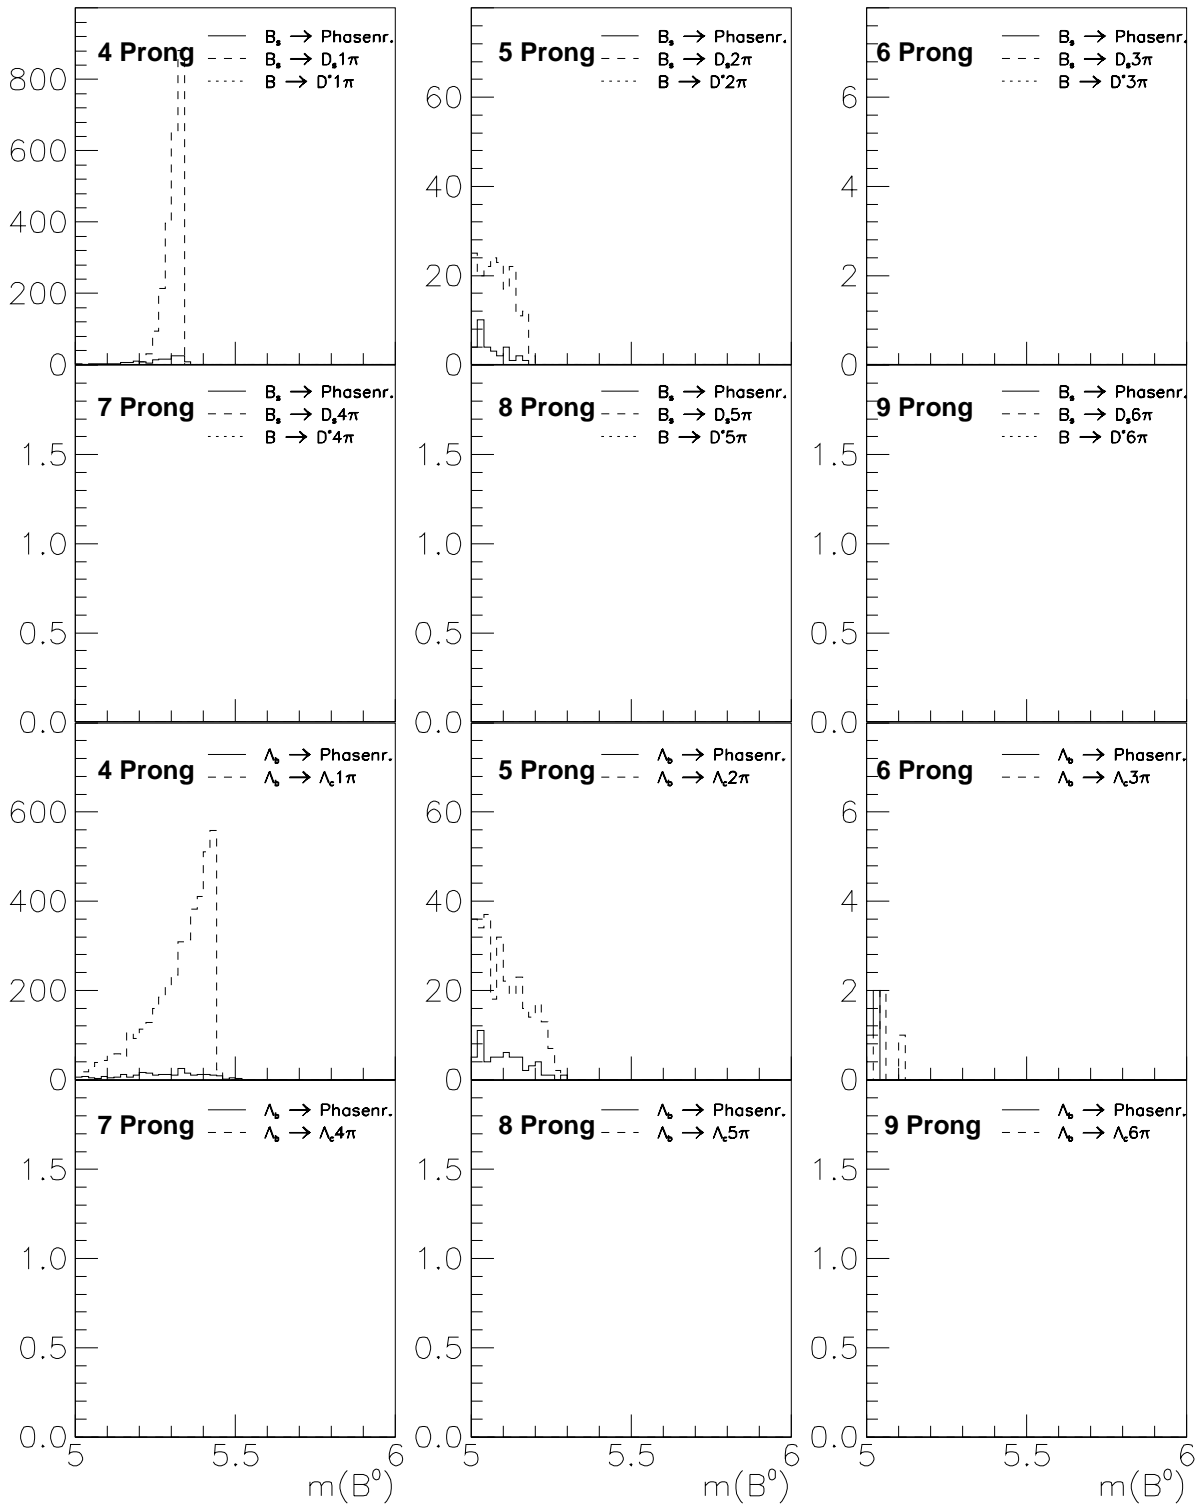 4 Prong
B_s → Phasenr.
B_s → D_s1π
B → D*1π
800
600
400
200
0
5 Prong
B_s → Phasenr.
B_s → D_s2π
B → D*2π
60
40
20
0
6 Prong
B_s → Phasenr.
B_s → D_s3π
B → D*3π
6
4
2
0
7 Prong
B_s → Phasenr.
B_s → D_s4π
B → D*4π
1.5
1.0
0.5
0.0
8 Prong
B_s → Phasenr.
B_s → D_s5π
B → D*5π
1.5
1.0
0.5
0.0
9 Prong
B_s → Phasenr.
B_s → D_s6π
B → D*6π
1.5
1.0
0.5
0.0
4 Prong
Λ_b → Phasenr.
Λ_b → Λ_c1π
600
400
200
0
5 Prong
Λ_b → Phasenr.
Λ_b → Λ_c2π
60
40
20
0
6 Prong
Λ_b → Phasenr.
Λ_b → Λ_c3π
6
4
2
0
7 Prong
Λ_b → Phasenr.
Λ_b → Λ_c4π
1.5
1.0
0.5
0.0
5 5.5 6
m(B⁰)
8 Prong
Λ_b → Phasenr.
Λ_b → Λ_c5π
1.5
1.0
0.5
0.0
5 5.5 6
m(B⁰)
9 Prong
Λ_b → Phasenr.
Λ_b → Λ_c6π
1.5
1.0
0.5
0.0
5 5.5 6
m(B⁰)